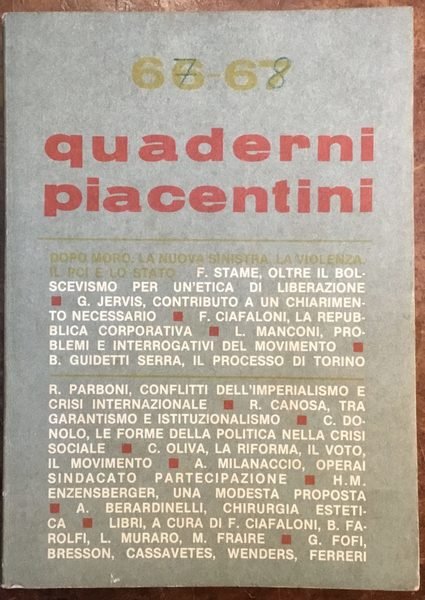 67-68
quaderni
piacentini
DOPO MORO. LA NUOVA SINISTRA, LA VIOLENZA,
IL PCI E LO STATO F. STAME, OLTRE IL BOL-
SCEVISMO PER UN'ETICA DI LIBERAZIONE
■ G. JERVIS, CONTRIBUTO A UN CHIARIMEN-
TO NECESSARIO ■ F. CIAFALONI, LA REPUB-
BLICA CORPORATIVA ■ L. MANCONI, PRO-
BLEMI E INTERROGATIVI DEL MOVIMENTO ■
B. GUIDETTI SERRA, IL PROCESSO DI TORINO
R. PARBONI, CONFLITTI DELL'IMPERIALISMO E
CRISI INTERNAZIONALE ■ R. CANOSA, TRA
GARANTISMO E ISTITUZIONALISMO ■ C. DO-
NOLO, LE FORME DELLA POLITICA NELLA CRISI
SOCIALE ■ C. OLIVA, LA RIFORMA, IL VOTO,
IL MOVIMENTO ■ A. MILANACCIO, OPERAI
SINDACATO PARTECIPAZIONE ■ H.M.
ENZENSBERGER, UNA MODESTA PROPOSTA
■ A. BERARDINELLI, CHIRURGIA ESTETI-
CA ■ LIBRI, A CURA DI F. CIAFALONI, B. FA-
ROLFI, L. MURARO, M. FRAIRE ■ G. FOFI,
BRESSON, CASSAVETES, WENDERS, FERRERI